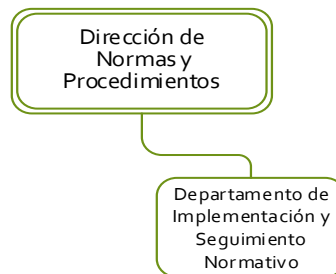 Dirección de
Normas y
Procedimientos
Departamento de
Implementación y
Seguimiento
Normativo